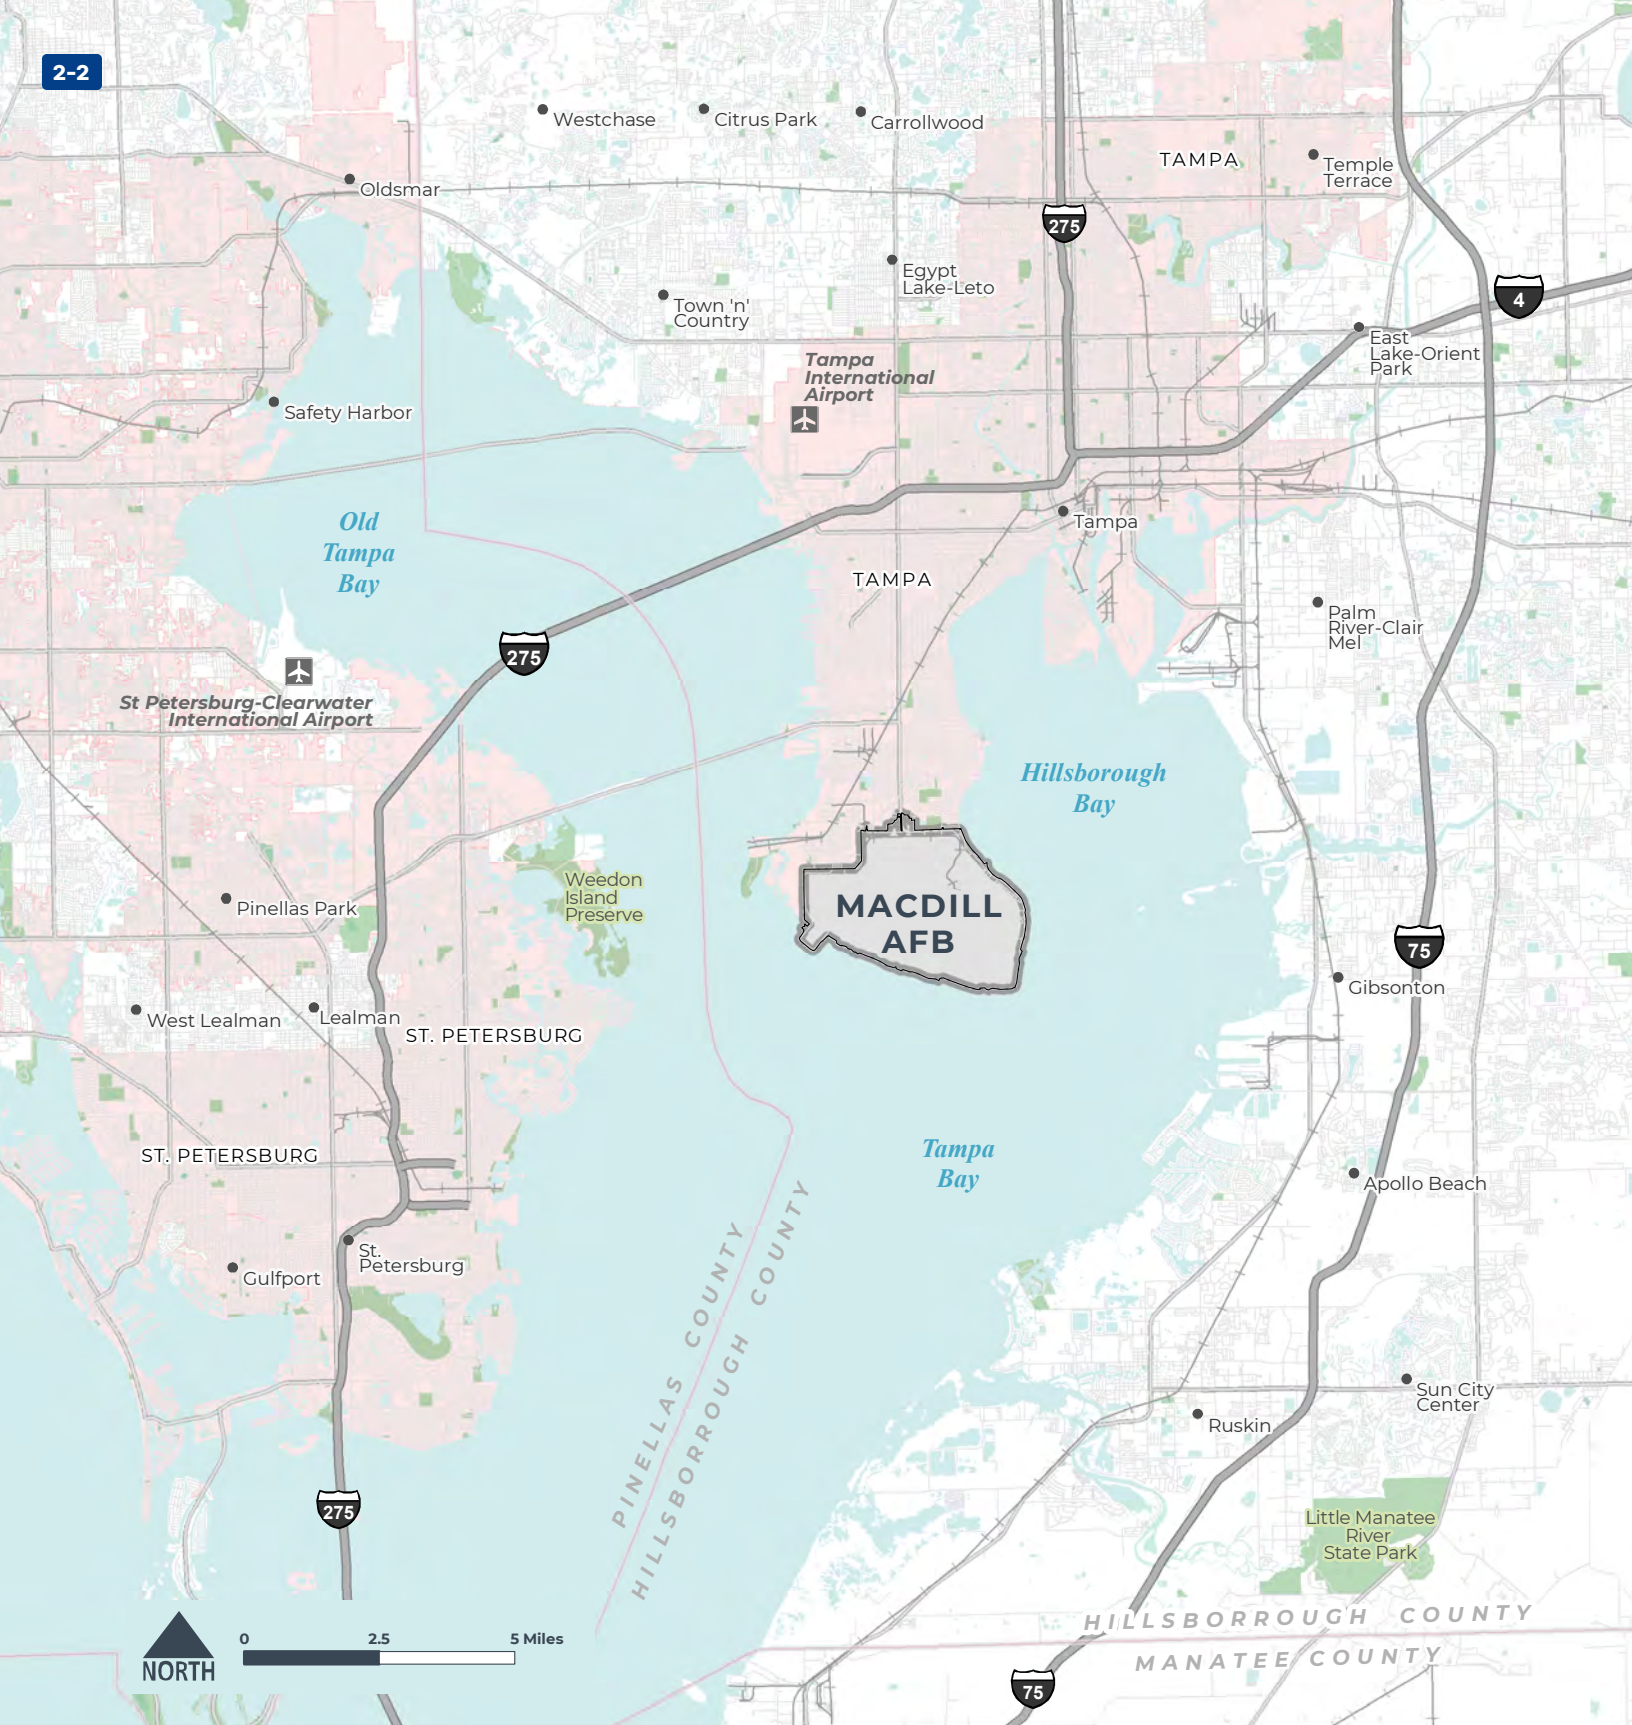 2-2
Westchase
Citrus Park
Carrollwood
TAMPA
Temple
Terrace
Oldsmar
275
Egypt
Lake-Leto
4
Town 'n'
Country
East
Lake-Orient
Park
Tampa
International
Airport
Safety Harbor
Old
Tampa
Bay
Tampa
TAMPA
Palm
River-Clair
Mel
275
St Petersburg-Clearwater
International Airport
Hillsborough
Bay
Weedon
Island
Preserve
MACDILL
AFB
Pinellas Park
75
Gibsonton
West Lealman
Lealman
ST. PETERSBURG
ST. PETERSBURG
Tampa
Bay
Apollo Beach
St.
Petersburg
Gulfport
PINELLAS COUNTY
HILLSBORROUGH COUNTY
Sun City
Center
Ruskin
275
Little Manatee
River
State Park
HILLSBORROUGH COUNTY
MANATEE COUNTY
NORTH
0 2.5 5 Miles
75